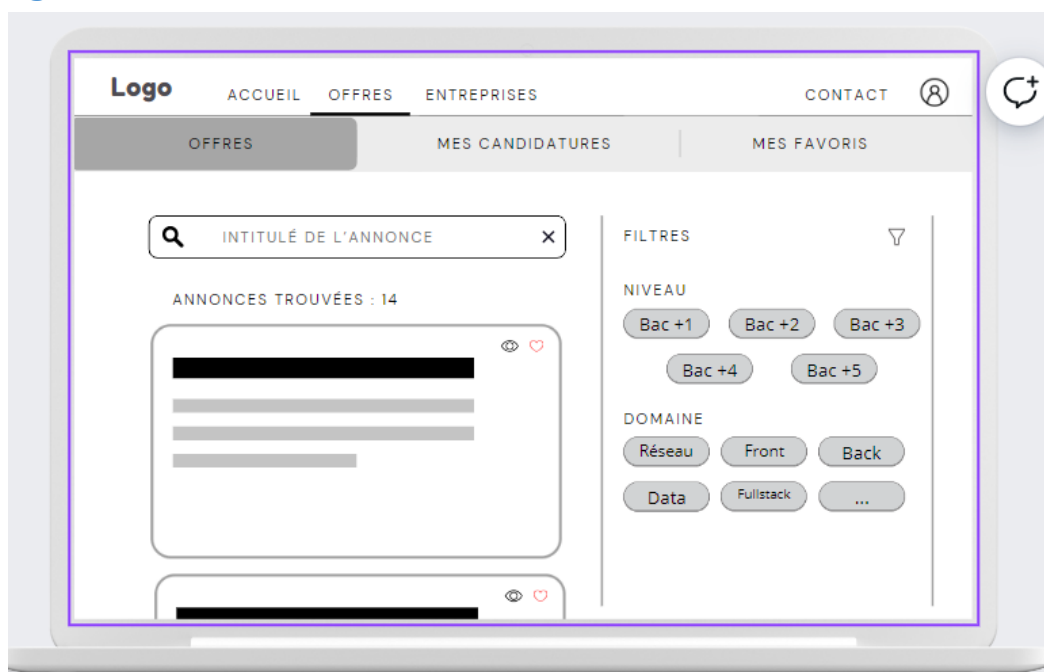 Logo ACCUEIL OFFRES ENTREPRISES CONTACT
OFFRES MES CANDIDATURES MES FAVORIS
INTITULÉ DE L'ANNONCE
ANNONCES TROUVÉES : 14
FILTRES
NIVEAU
Bac +1 Bac +2 Bac +3
Bac +4 Bac +5
DOMAINE
Réseau Front Back
Data Fullstack ...